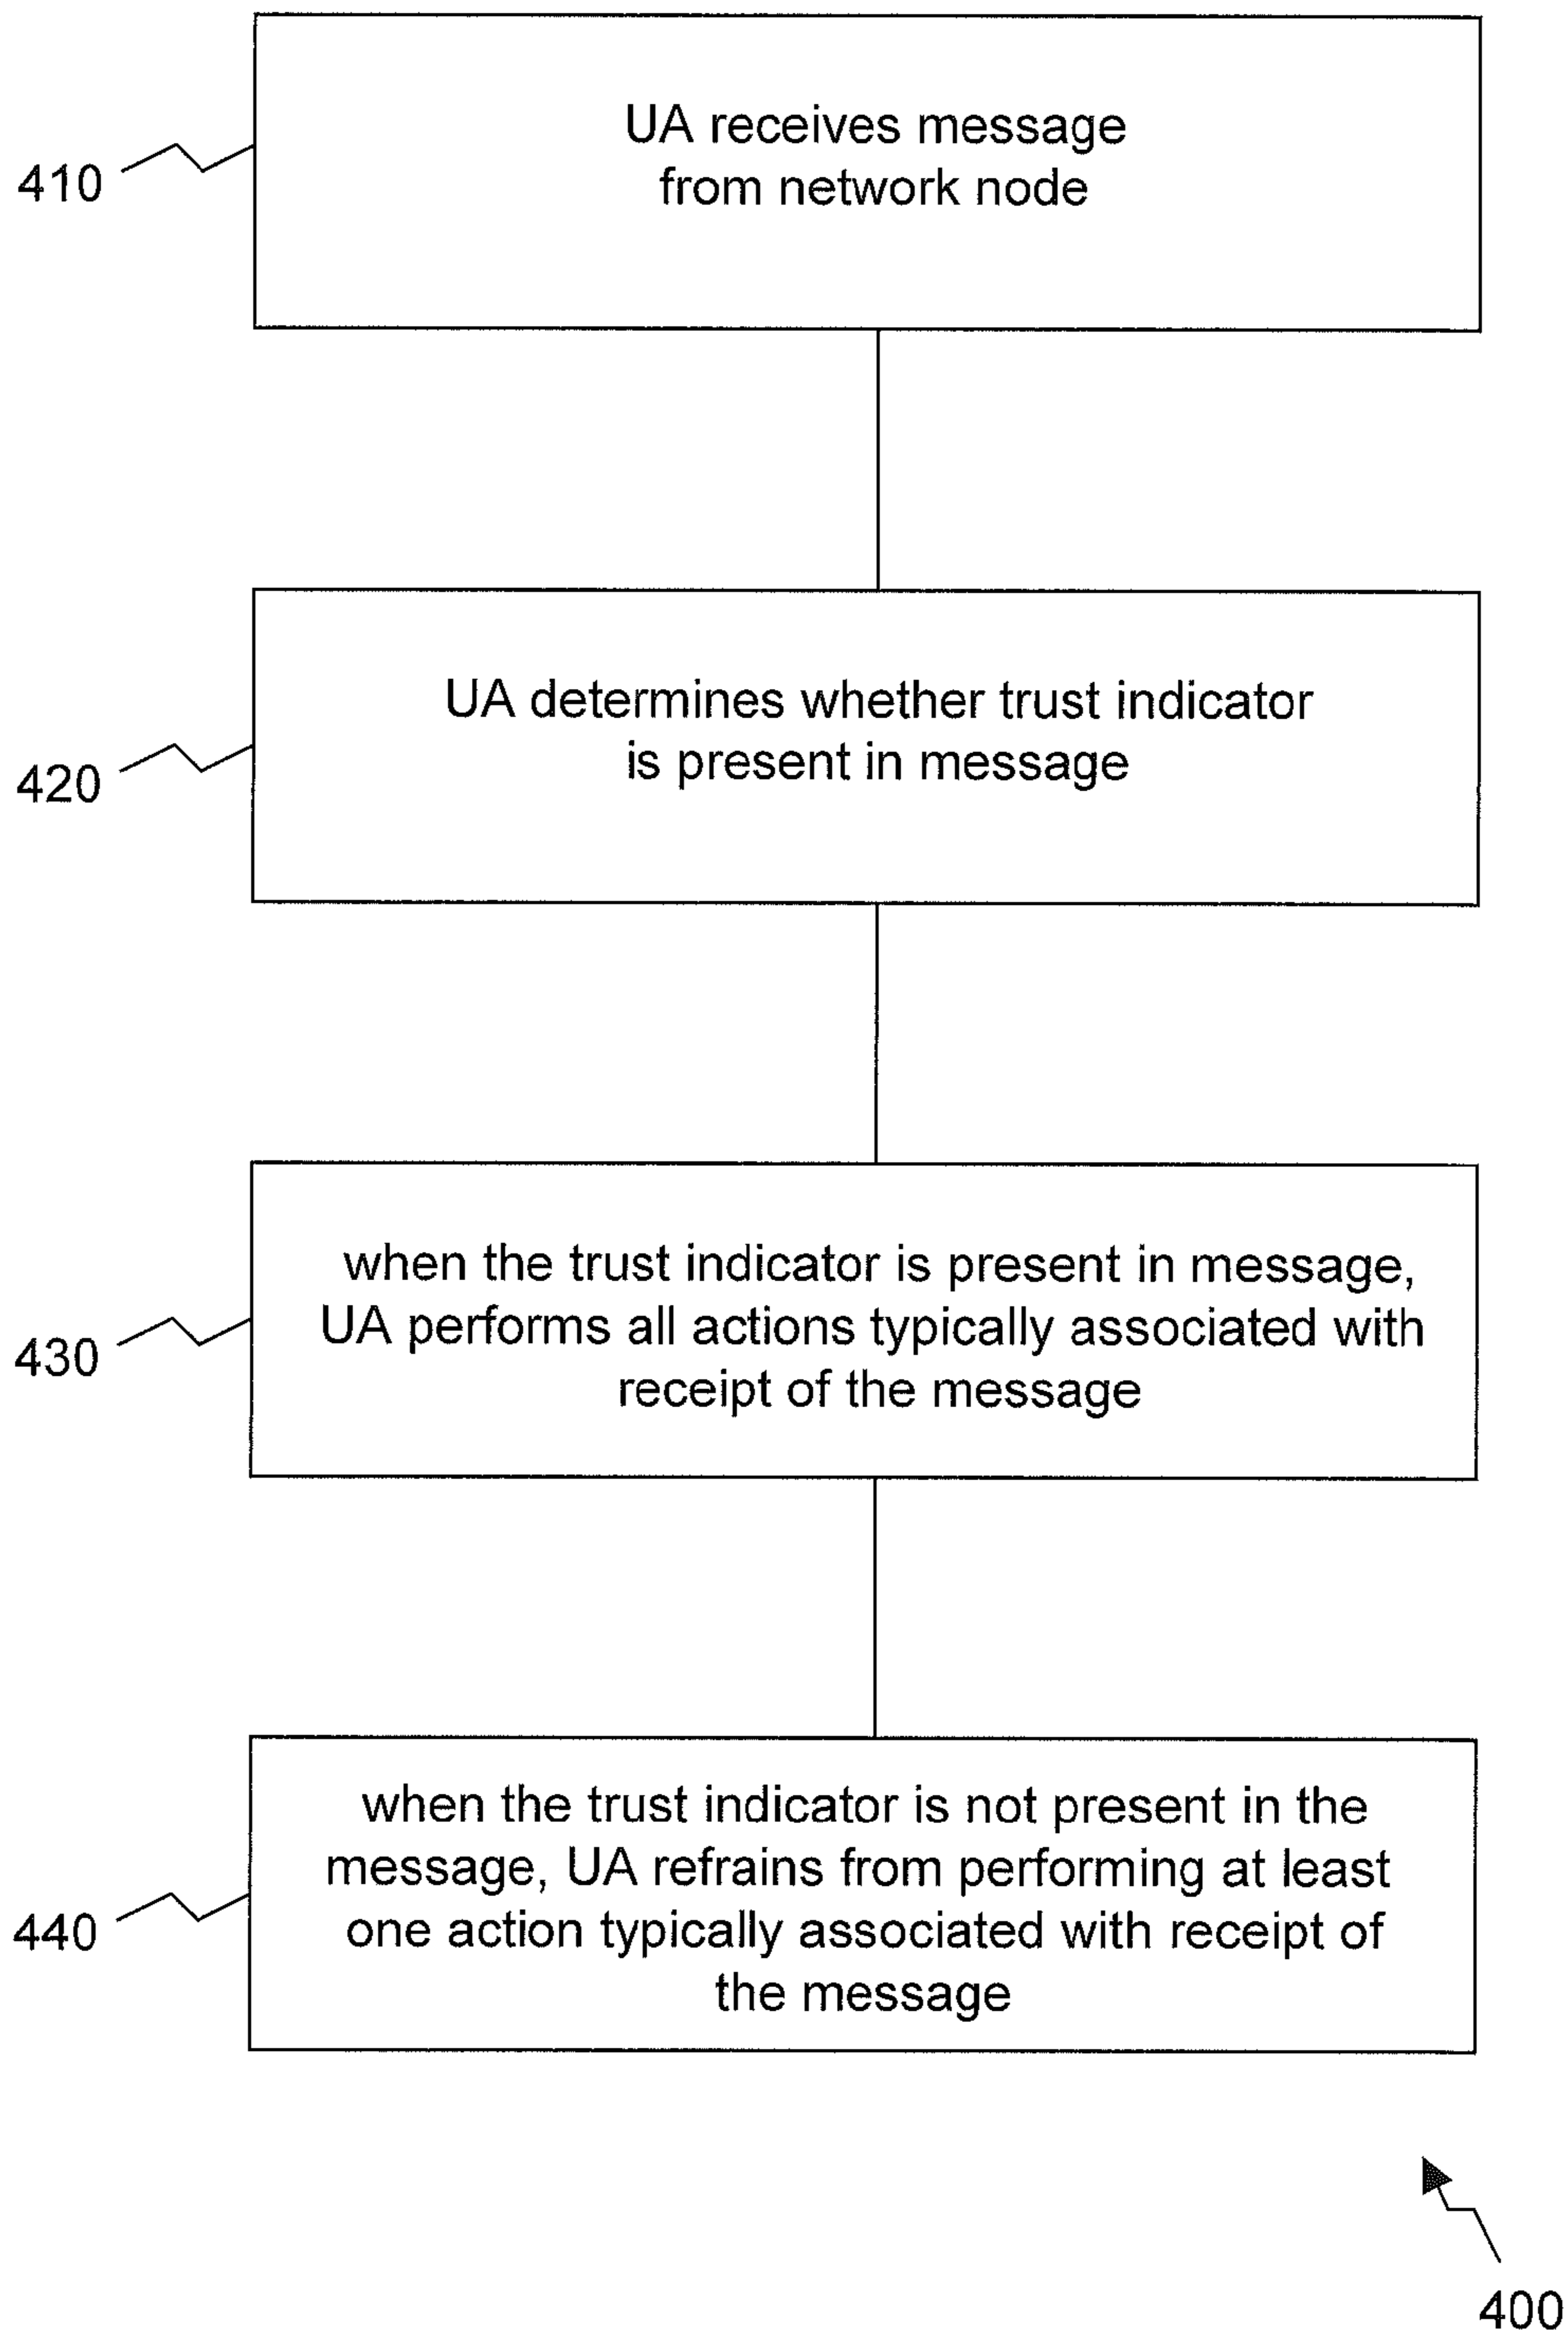 UA receives message
from network node
410
UA determines whether trust indicator
is present in message
420
when the trust indicator is present in message,
UA performs all actions typically associated with
receipt of the message
430
when the trust indicator is not present in the
message, UA refrains from performing at least
one action typically associated with receipt of
the message
440
400